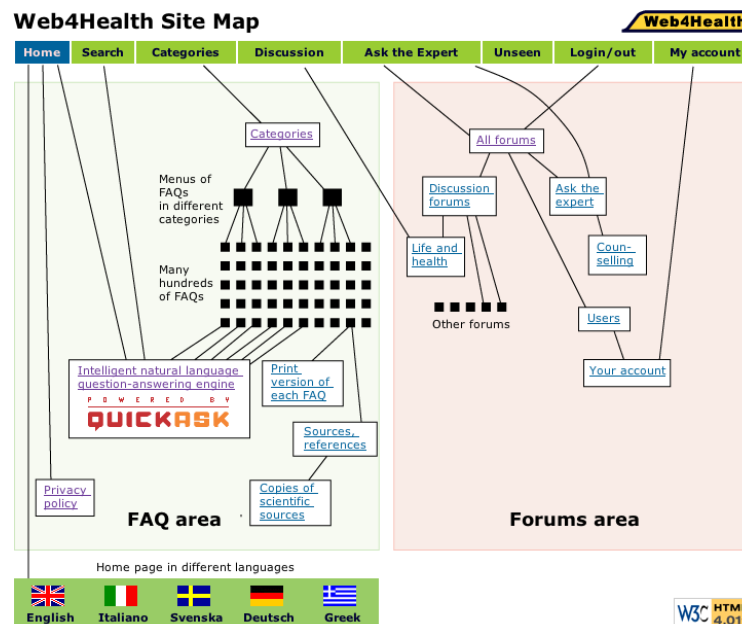 Web4Health Site Map
Web4Health
Home Search Categories Discussion Ask the Expert Unseen Login/out My account
Categories
All forums
Menus of
FAQs
in different
categories
Discussion
forums
Ask the
expert
Life and
health
Coun-
selling
Many
hundreds
of FAQs
Other forums
Users
Intelligent natural language
question-answering engine
POWERED BY
QUICKASK
Print
version of
each FAQ
Your account
Sources,
references
Privacy
policy
Copies of
scientific
sources
FAQ area
Forums area
Home page in different languages
English Italiano Svenska Deutsch Greek
W3C HTML
4.01